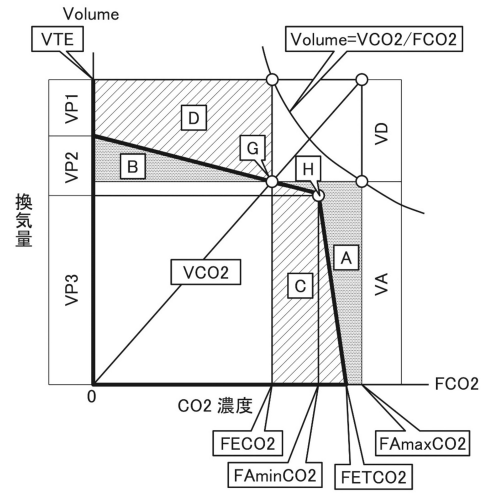 Volume
VTE
Volume=VCO2/FCO2
VP1
D
VD
G
H
VP2
B
換気量
A
VCO2
C
VP3
VA
FCO2
0
CO2 濃度
FECO2
FAmaxCO2
FAminCO2
FETCO2